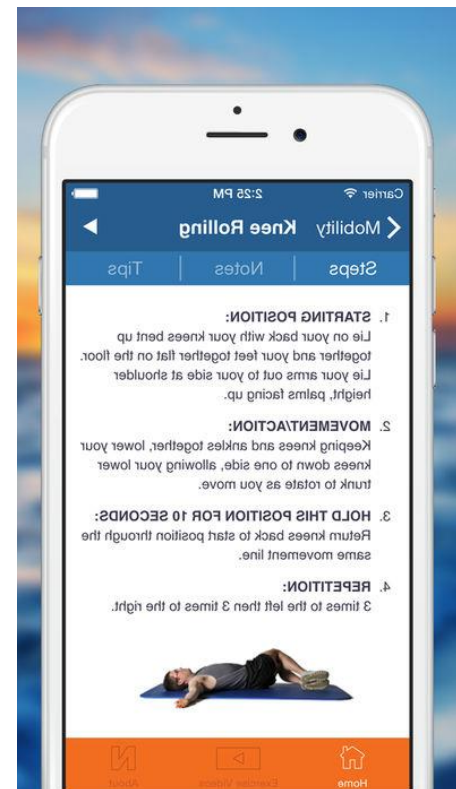 Carrier 2:25 PM
Mobility Knee Rolling
Steps | Notes | Tips
1. STARTING POSITION:
Lie on your back with your knees bent up
together and your feet together flat on the floor.
Lie your arms out to your side at shoulder
height, palms facing up.
2. MOVEMENT/ACTION:
Keeping knees and ankles together, lower your
knees down to one side, allowing your lower
trunk to rotate as you move.
3. HOLD THIS POSITION FOR 10 SECONDS:
Return knees back to start position through the
same movement line.
4. REPETITION:
3 times to the left then 3 times to the right.
N
Home Exercise Videos About